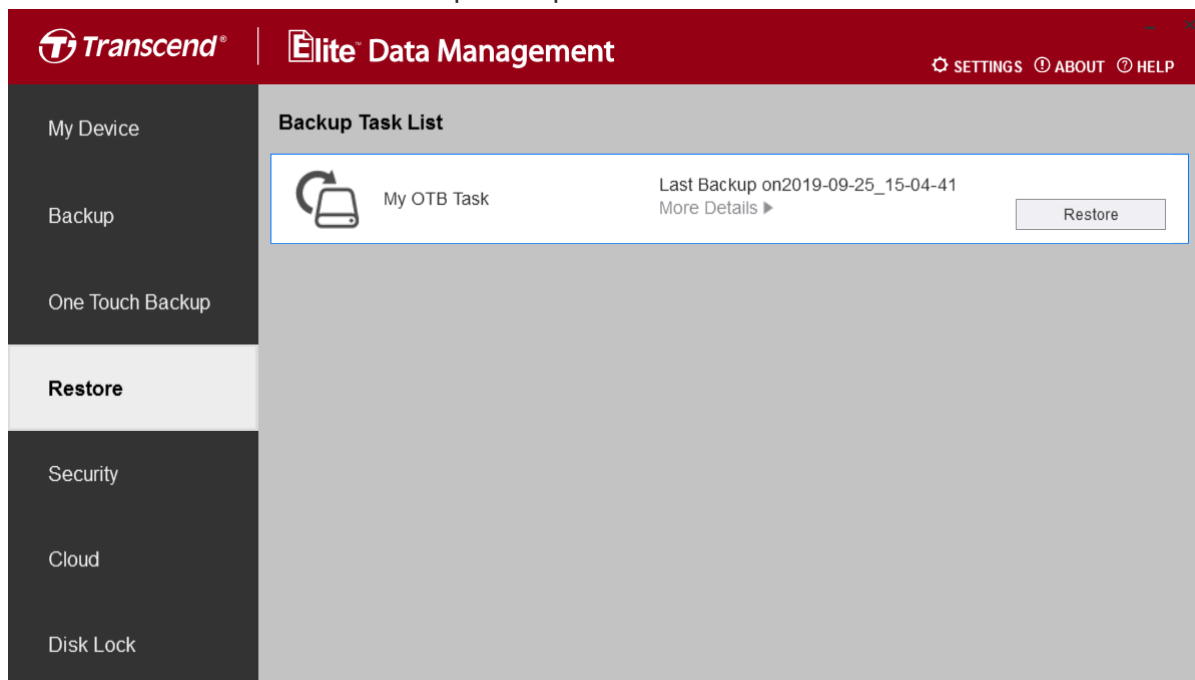 Transcend®
Elite™ Data Management
SETTINGS ABOUT HELP
My Device
Backup
One Touch Backup
Restore
Security
Cloud
Disk Lock
Backup Task List
My OTB Task
Last Backup on2019-09-25_15-04-41
More Details ▶
Restore